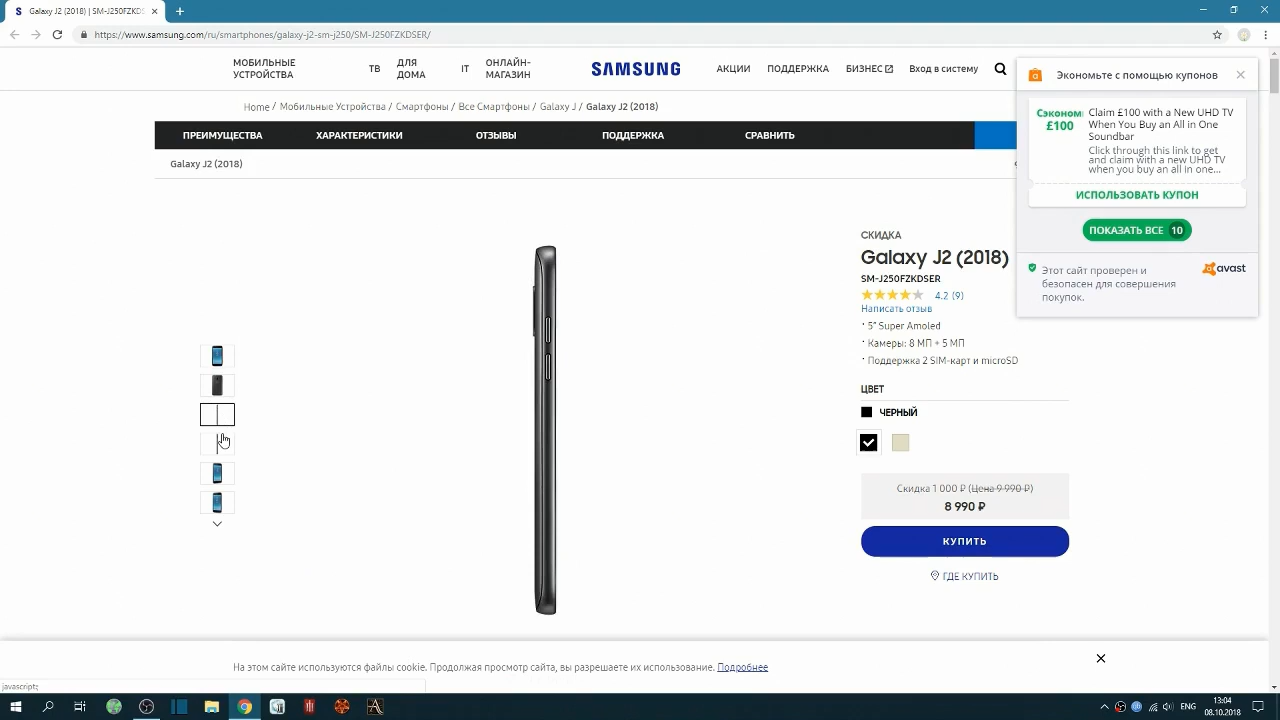 Galaxy J2 (2018) | SM-J250FZKDS
https://www.samsung.com/ru/smartphones/galaxy-j2-sm-j250/SM-J250FZKDSER/
МОБИЛЬНЫЕ УСТРОЙСТВА
ТВ
ДЛЯ ДОМА
IT
ОНЛАЙН-МАГАЗИН
SAMSUNG
АКЦИИ
ПОДДЕРЖКА
БИЗНЕС
Вход в систему
Home / Мобильные Устройства / Смартфоны / Все Смартфоны / Galaxy J / Galaxy J2 (2018)
ПРЕИМУЩЕСТВА
ХАРАКТЕРИСТИКИ
ОТЗЫВЫ
ПОДДЕРЖКА
СРАВНИТЬ
Galaxy J2 (2018)
Экономьте с помощью купонов
Сэконом
£100
Claim £100 with a New UHD TV
When You Buy an All in One
Soundbar
Click through this link to get
and claim with a new UHD TV
when you buy an all in one...
ИСПОЛЬЗОВАТЬ КУПОН
ПОКАЗАТЬ ВСЕ 10
Этот сайт проверен и
безопасен для совершения
покупок.
avast
СКИДКА
Galaxy J2 (2018)
SM-J250FZKDSER
4.2 (9)
Написать отзыв
· 5" Super Amoled
· Камеры: 8 МП + 5 МП
· Поддержка 2 SIM-карт и microSD
ЦВЕТ
ЧЕРНЫЙ
Скидка 1 000 ₽ (Цена 9 990 ₽)
8 990 ₽
КУПИТЬ
ГДЕ КУПИТЬ
На этом сайте используются файлы cookie. Продолжая просмотр сайта, вы разрешаете их использование. Подробнее
javascript:;
ENG
13:04
08.10.2018